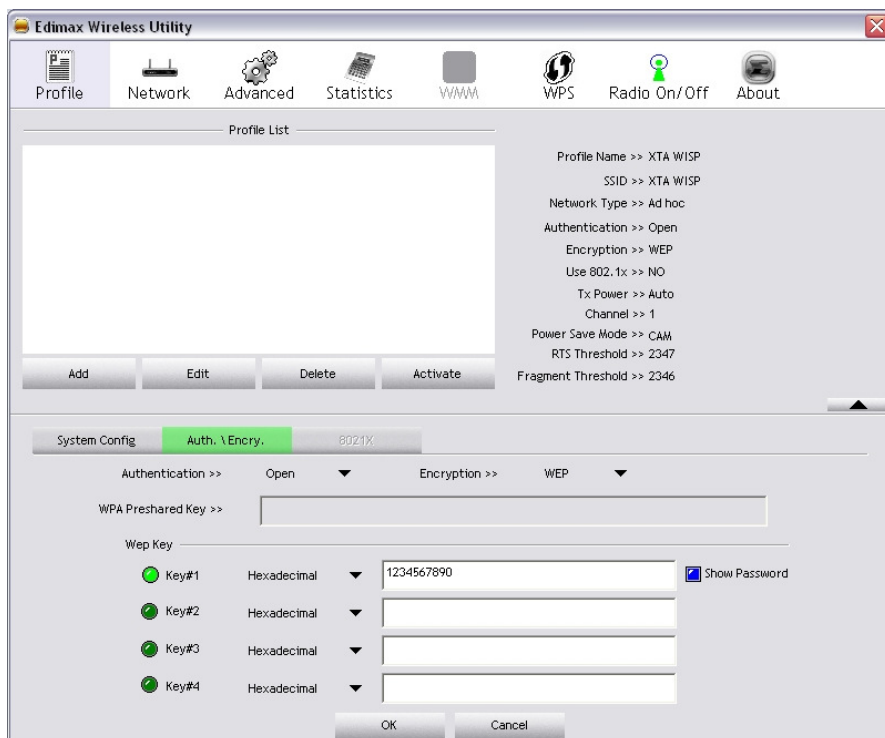 Edimax Wireless Utility
Profile Network Advanced Statistics WMM WPS Radio On/Off About
Profile List
Profile Name >> XTA WISP
SSID >> XTA WISP
Network Type >> Ad hoc
Authentication >> Open
Encryption >> WEP
Use 802.1x >> NO
Tx Power >> Auto
Channel >> 1
Power Save Mode >> CAM
RTS Threshold >> 2347
Fragment Threshold >> 2346
Add Edit Delete Activate
System Config Auth. \ Encry. 8021X
Authentication >> Open Encryption >> WEP
WPA Preshared Key >>
Wep Key
Key#1 Hexadecimal 1234567890 Show Password
Key#2 Hexadecimal
Key#3 Hexadecimal
Key#4 Hexadecimal
OK Cancel